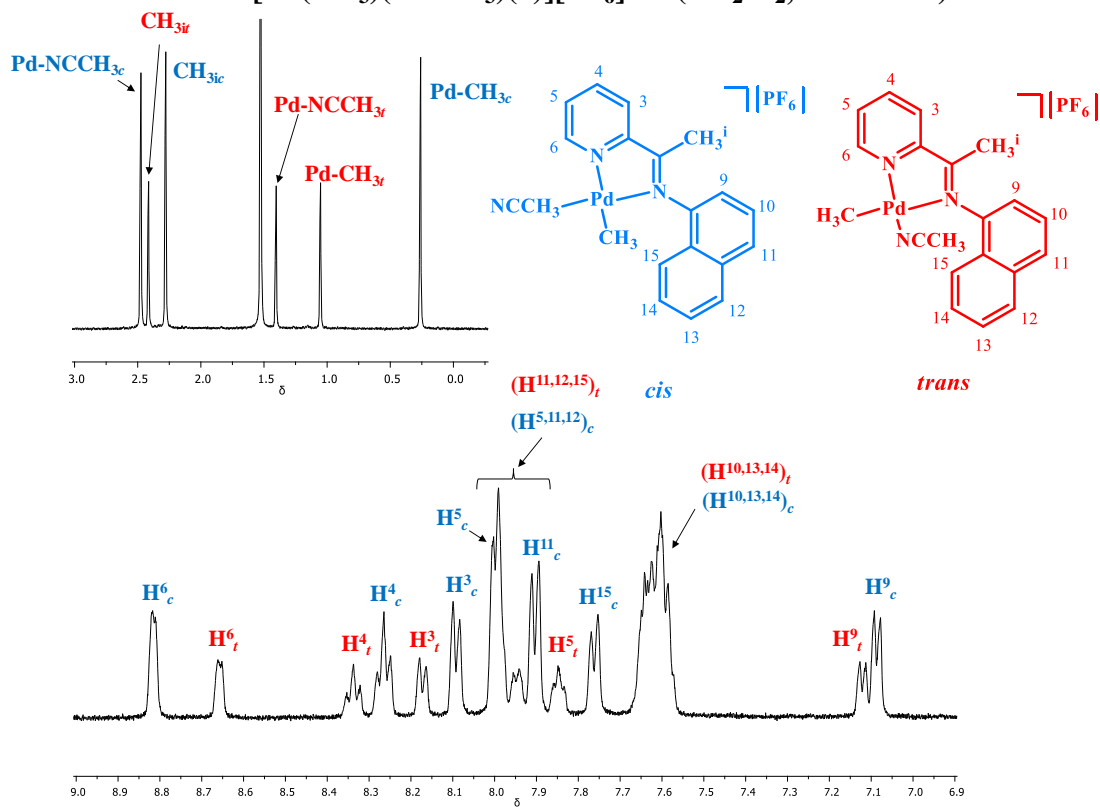 CH3it
Pd-NCCH3c
CH3ic
Pd-NCCH3t
Pd-CH3t
Pd-CH3c
3.0 2.5 2.0 1.5 1.0 0.5 0.0
δ
4
5
3
6
N
CH3i
PF6
N
9
NCCH3
Pd
10
CH3
15
11
14
12
13
cis
4
5
3
6
N
CH3i
PF6
N
9
H3C
Pd
10
NCCH3
15
11
14
12
13
trans
(H11,12,15)t
(H5,11,12)c
(H10,13,14)t
(H10,13,14)c
H5c
H11c
H6c
H4c
H3c
H15c
H9c
H6t
H4t
H3t
H5t
H9t
9.0 8.9 8.8 8.7 8.6 8.5 8.4 8.3 8.2 8.1 8.0 7.9 7.8 7.7 7.6 7.5 7.4 7.3 7.2 7.1 7.0 6.9
δ